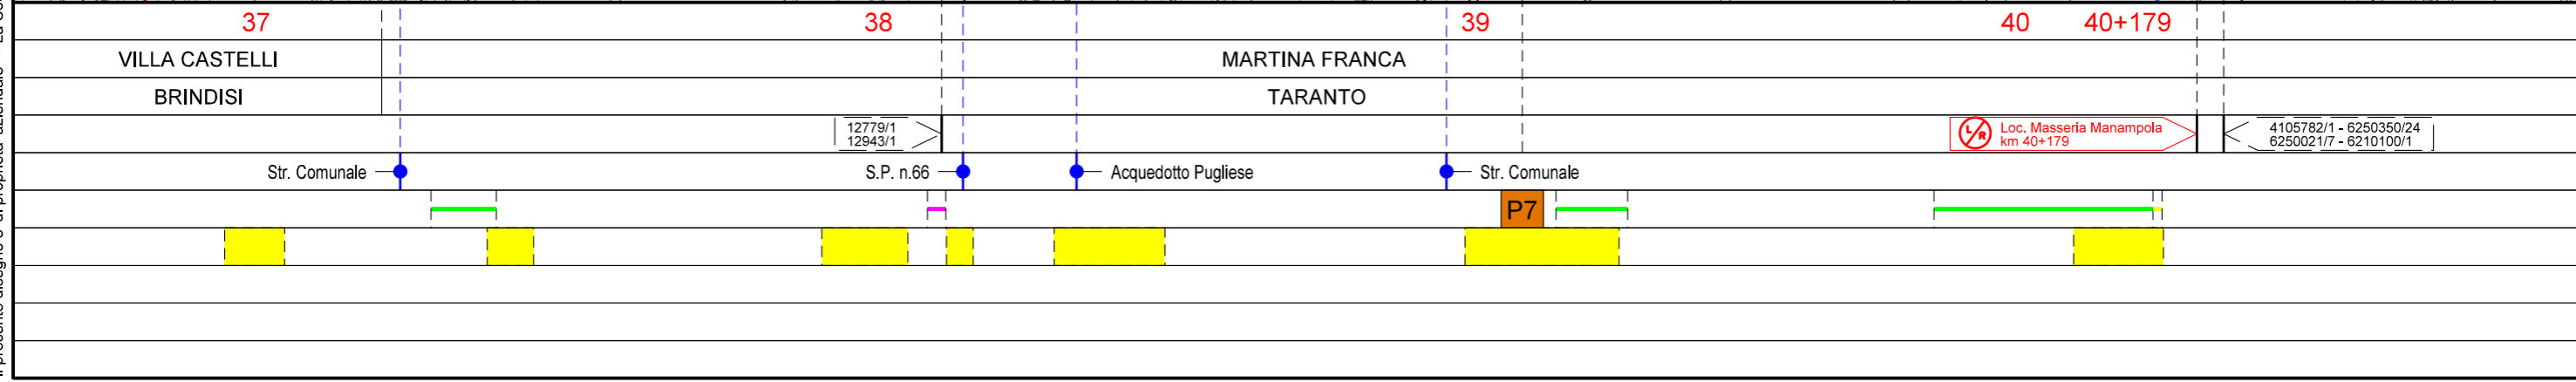 37 38 39 40 40+179
VILLA CASTELLI MARTINA FRANCA
BRINDISI TARANTO
12779/1
12943/1
L/R Loc. Masseria Manampola
km 40+179
4105782/1 - 6250350/24
6250021/7 - 6210100/1
Str. Comunale S.P. n.66 Acquedotto Pugliese Str. Comunale
P7